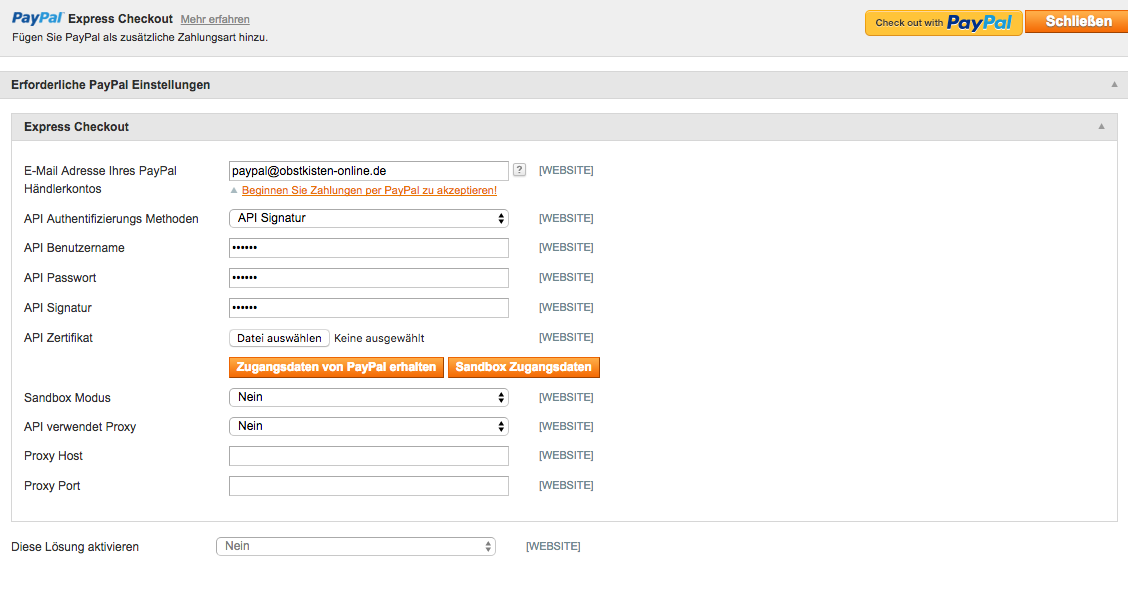 PayPal Express Checkout Mehr erfahren
Fügen Sie PayPal als zusätzliche Zahlungsart hinzu.
Check out with PayPal
Schließen
Erforderliche PayPal Einstellungen
Express Checkout
E-Mail Adresse Ihres PayPal Händlerkontos
paypal@obstkisten-online.de ? [WEBSITE]
Beginnen Sie Zahlungen per PayPal zu akzeptieren!
API Authentifizierungs Methoden API Signatur [WEBSITE]
API Benutzername •••••• [WEBSITE]
API Passwort •••••• [WEBSITE]
API Signatur •••••• [WEBSITE]
API Zertifikat Datei auswählen Keine ausgewählt [WEBSITE]
Zugangsdaten von PayPal erhalten Sandbox Zugangsdaten
Sandbox Modus Nein [WEBSITE]
API verwendet Proxy Nein [WEBSITE]
Proxy Host [WEBSITE]
Proxy Port [WEBSITE]
Diese Lösung aktivieren Nein [WEBSITE]